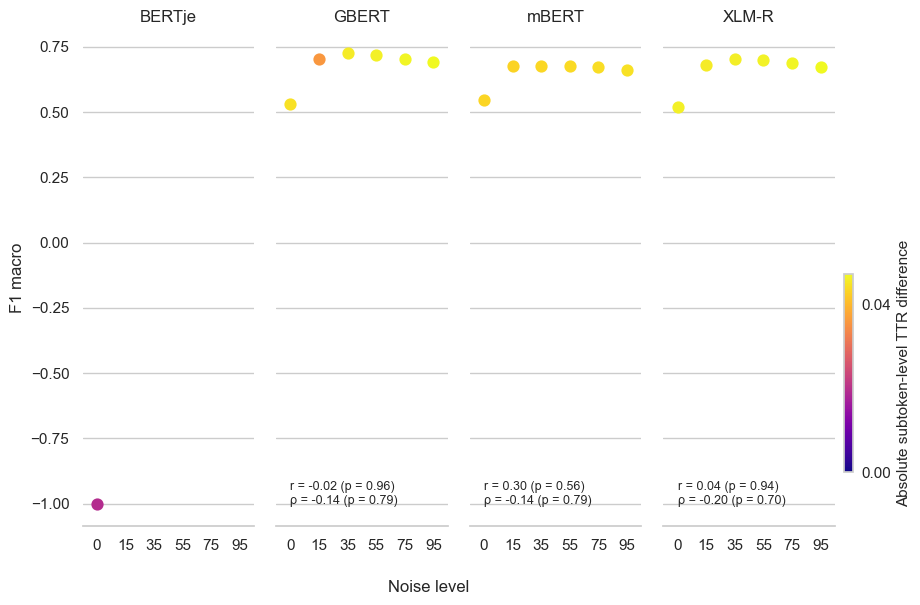 BERTje GBERT mBERT XLM-R
0.75
0.50
0.25
0.00
−0.25
−0.50
−0.75
−1.00
F1 macro
r = -0.02 (p = 0.96)
ρ = -0.14 (p = 0.79)
r = 0.30 (p = 0.56)
ρ = -0.14 (p = 0.79)
r = 0.04 (p = 0.94)
ρ = -0.20 (p = 0.70)
0 15 35 55 75 95 0 15 35 55 75 95 0 15 35 55 75 95 0 15 35 55 75 95
Noise level
0.04
0.00
Absolute subtoken-level TTR difference